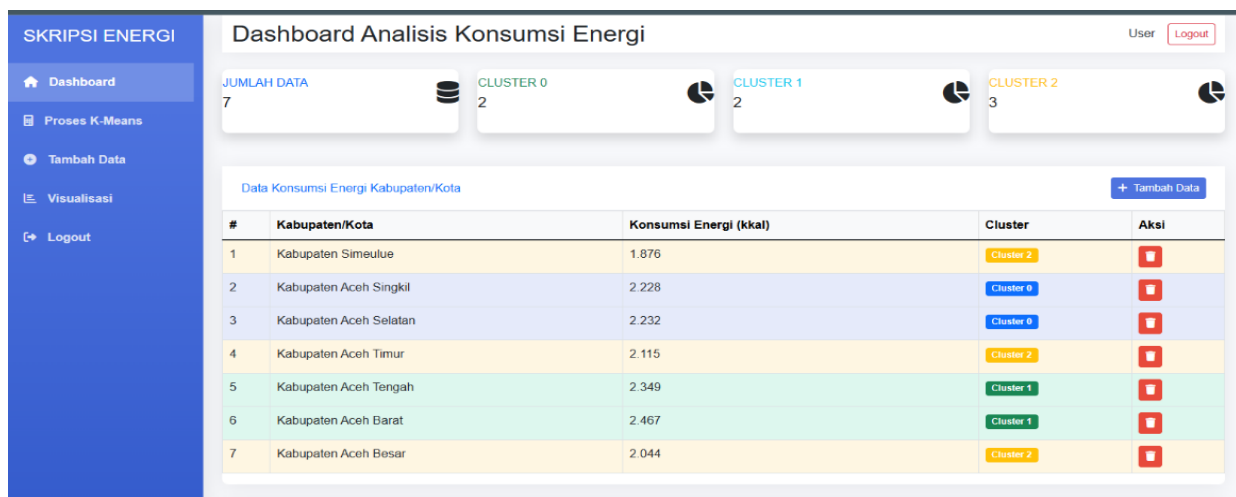 SKRIPSI ENERGI
Dashboard
Proses K-Means
Tambah Data
Visualisasi
Logout
Dashboard Analisis Konsumsi Energi
User Logout
JUMLAH DATA
7
CLUSTER 0
2
CLUSTER 1
2
CLUSTER 2
3
Data Konsumsi Energi Kabupaten/Kota
+ Tambah Data
# Kabupaten/Kota Konsumsi Energi (kkal) Cluster Aksi
1 Kabupaten Simeulue 1.876 Cluster 2
2 Kabupaten Aceh Singkil 2.228 Cluster 0
3 Kabupaten Aceh Selatan 2.232 Cluster 0
4 Kabupaten Aceh Timur 2.115 Cluster 2
5 Kabupaten Aceh Tengah 2.349 Cluster 1
6 Kabupaten Aceh Barat 2.467 Cluster 1
7 Kabupaten Aceh Besar 2.044 Cluster 2